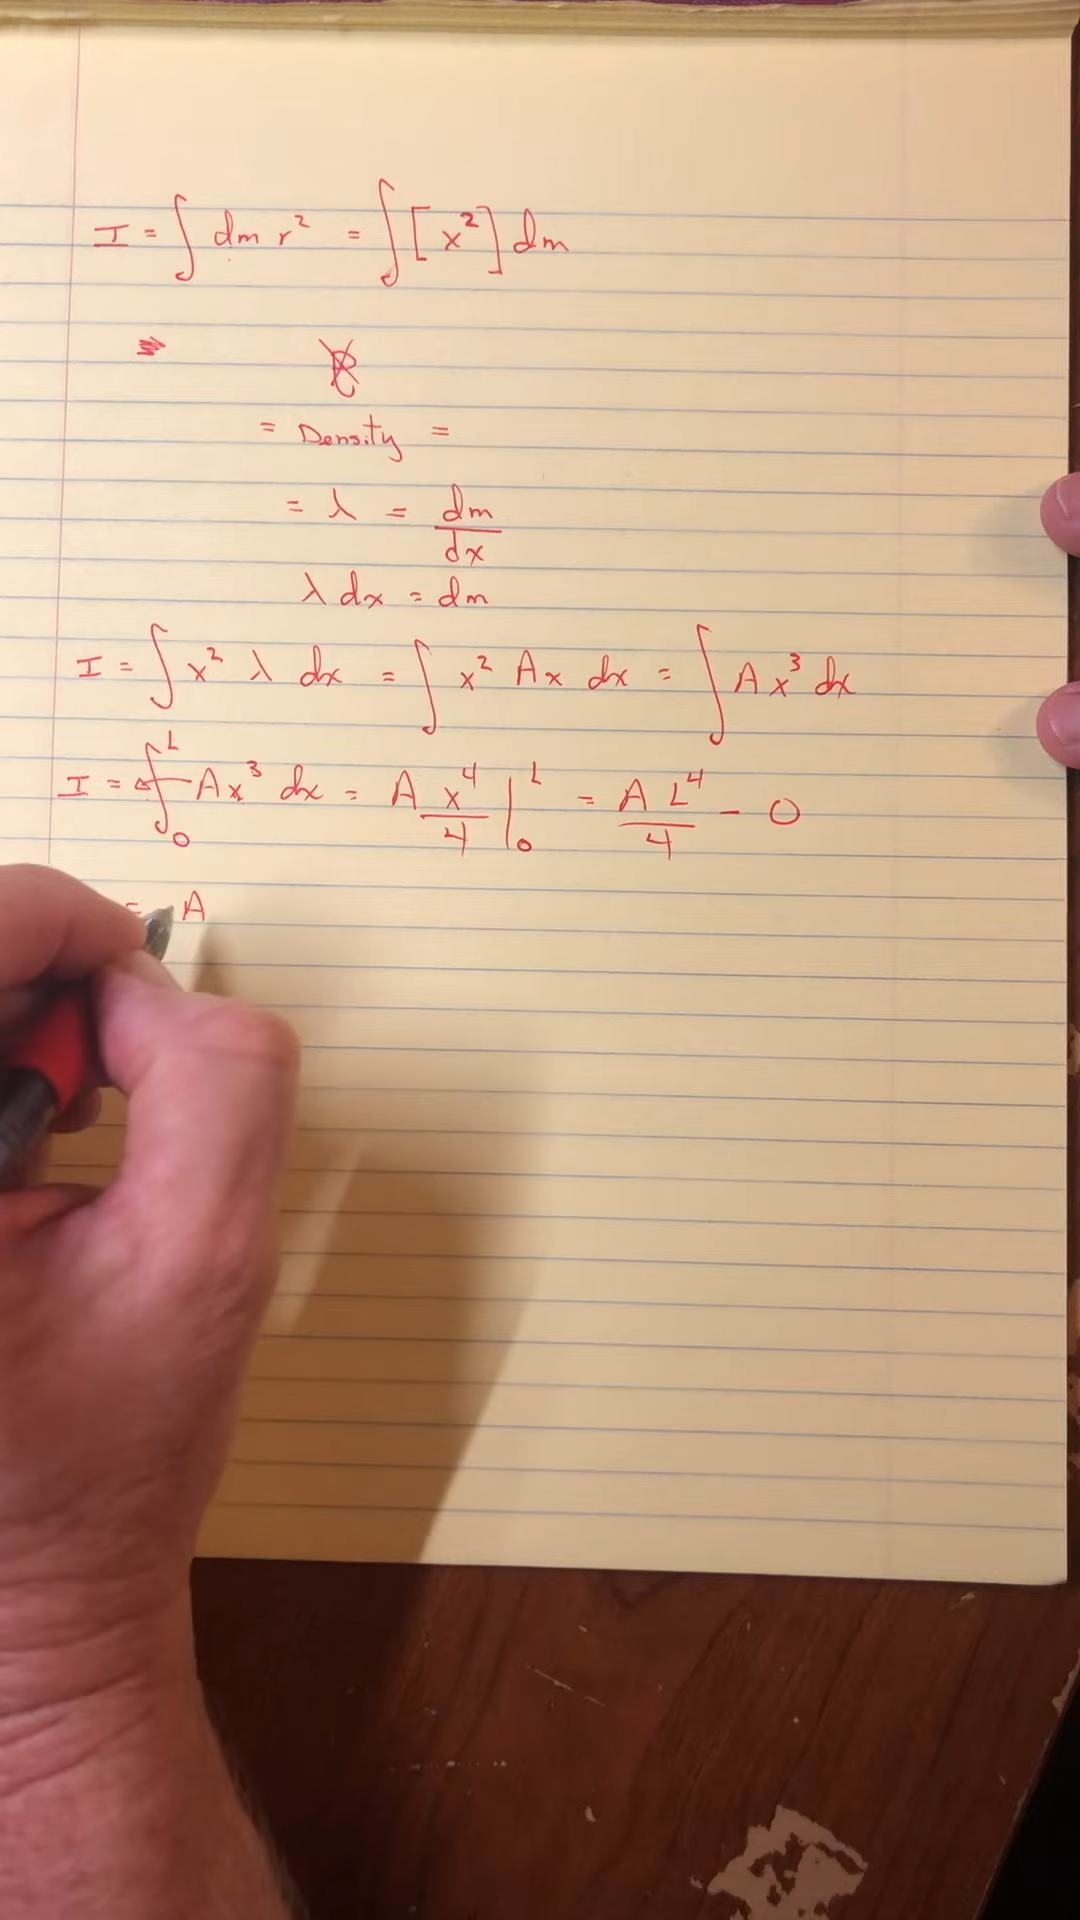 I = ∫ dm r² = ∫ [x²] dm
= Density =
= λ = dm/dx
λ dx = dm
I = ∫ x² λ dx = ∫ x² Ax dx = ∫ Ax³ dx
I = ∫₀ᴸ Ax³ dx = A x⁴/4 |₀ᴸ = A L⁴/4 - 0
= A